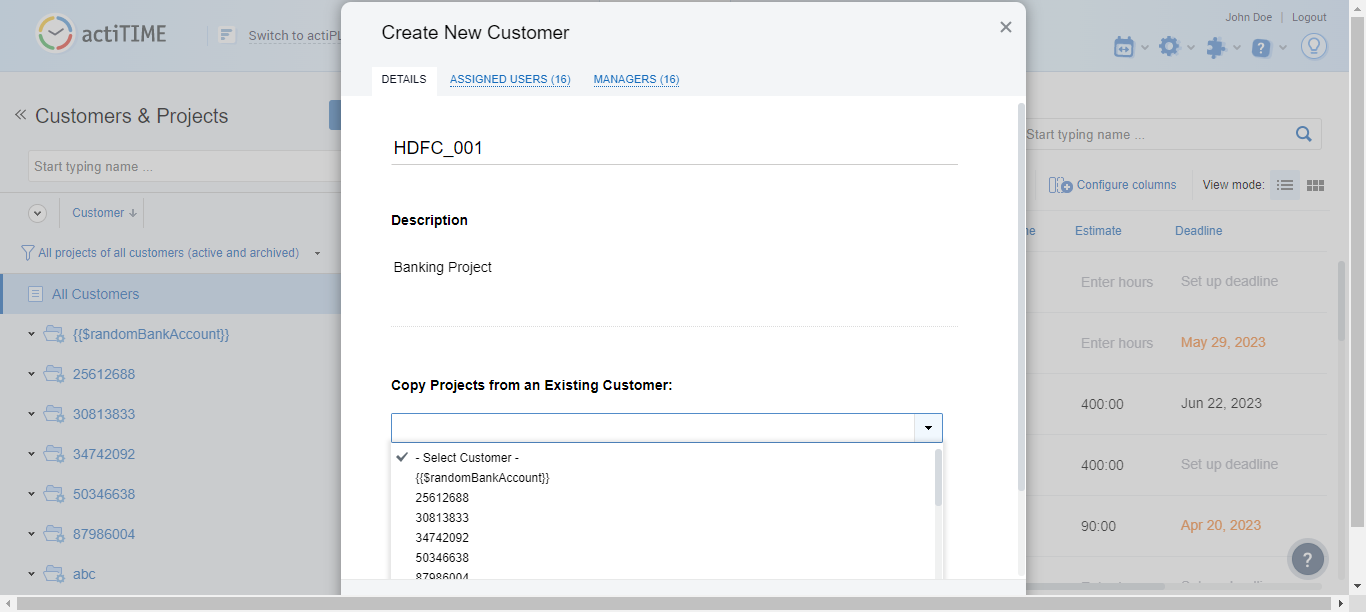 actiTIME
Switch to actiPL
John Doe | Logout
Create New Customer
DETAILS ASSIGNED USERS (16) MANAGERS (16)
Customers & Projects
Start typing name ...
Customer
All projects of all customers (active and archived)
All Customers
{{$randomBankAccount}}
25612688
30813833
34742092
50346638
87986004
abc
HDFC_001
Description
Banking Project
Copy Projects from an Existing Customer:
- Select Customer -
{{$randomBankAccount}}
25612688
30813833
34742092
50346638
87986004
Start typing name ...
Configure columns View mode:
Estimate Deadline
Enter hours Set up deadline
Enter hours May 29, 2023
400:00 Jun 22, 2023
400:00 Set up deadline
90:00 Apr 20, 2023
?